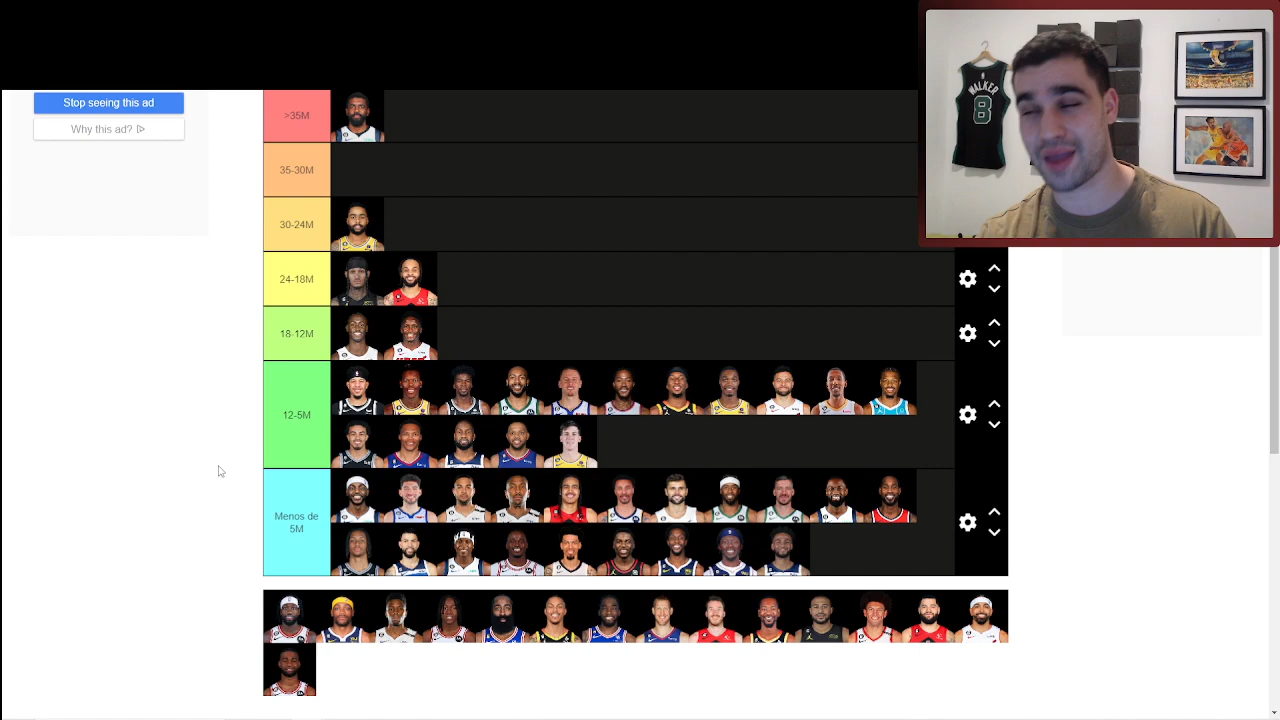 Stop seeing this ad
Why this ad?
>35M
35-30M
30-24M
24-18M
18-12M
12-5M
Menos de
5M
WALKER
8